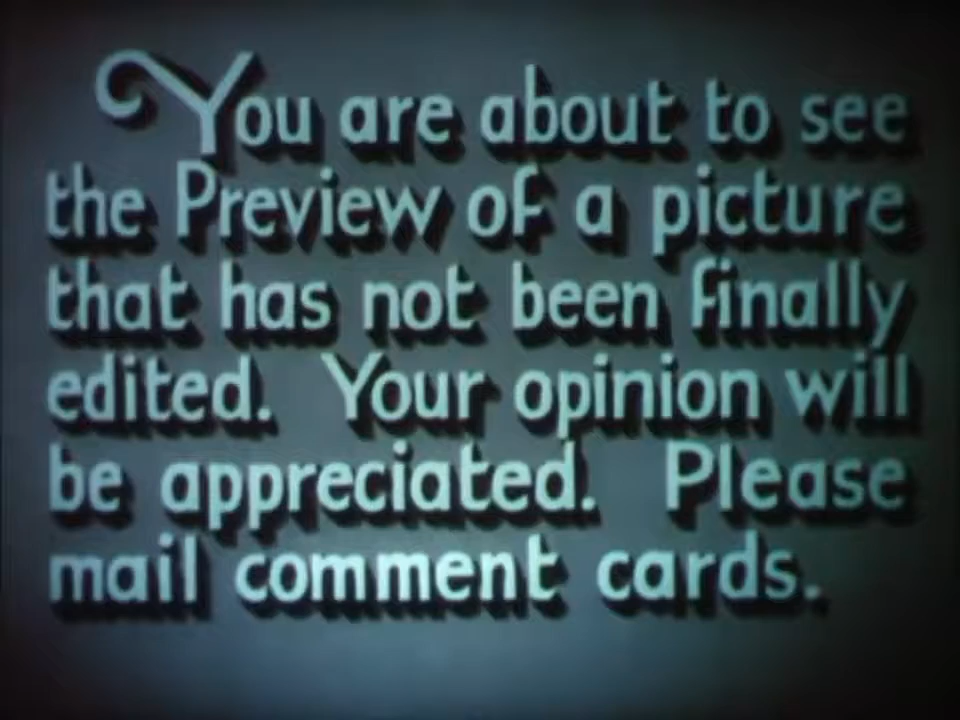 You are about to see
the Preview of a picture
that has not been finally
edited. Your opinion will
be appreciated. Please
mail comment cards.